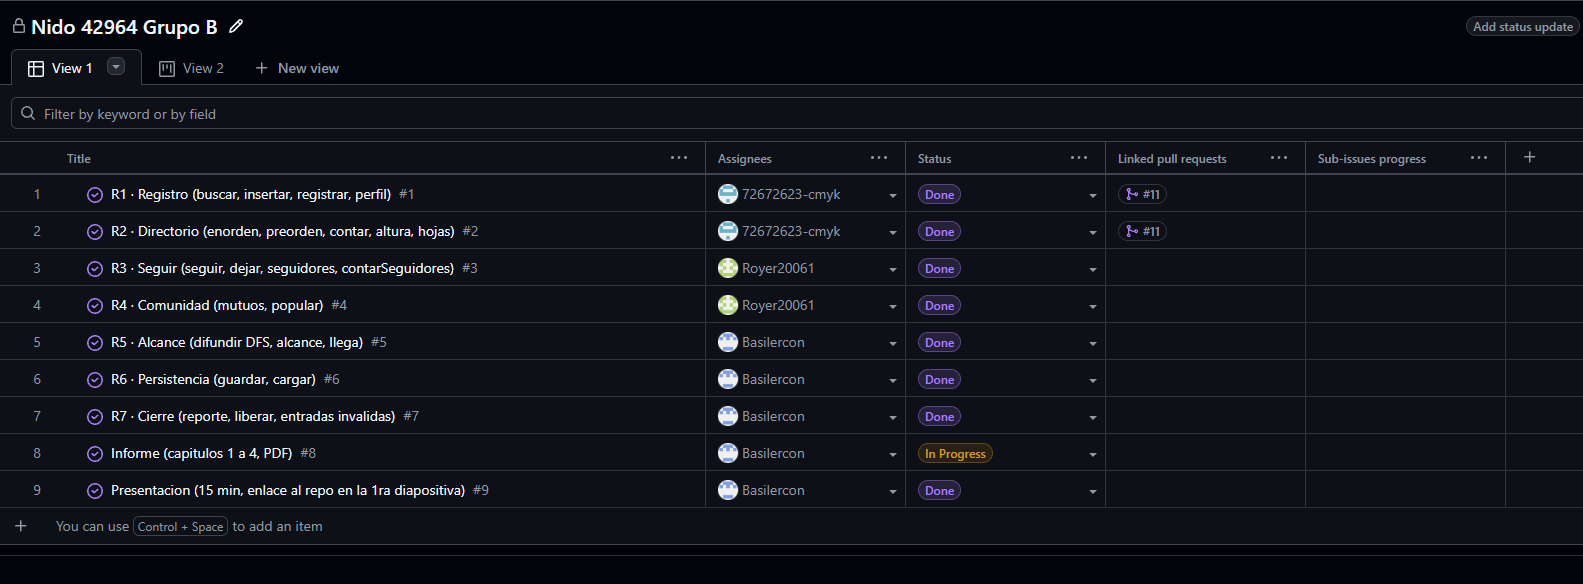 Nido 42964 Grupo B
Add status update
View 1
View 2
New view
Filter by keyword or by field
Title Assignees Status Linked pull requests Sub-issues progress
1 R1 · Registro (buscar, insertar, registrar, perfil) #1 72672623-cmyk Done #11
2 R2 · Directorio (enorden, preorden, contar, altura, hojas) #2 72672623-cmyk Done #11
3 R3 · Seguir (seguir, dejar, seguidores, contarSeguidores) #3 Royer20061 Done
4 R4 · Comunidad (mutuos, popular) #4 Royer20061 Done
5 R5 · Alcance (difundir DFS, alcance, llega) #5 Basilercon Done
6 R6 · Persistencia (guardar, cargar) #6 Basilercon Done
7 R7 · Cierre (reporte, liberar, entradas invalidas) #7 Basilercon Done
8 Informe (capitulos 1 a 4, PDF) #8 Basilercon In Progress
9 Presentacion (15 min, enlace al repo en la 1ra diapositiva) #9 Basilercon Done
You can use Control + Space to add an item